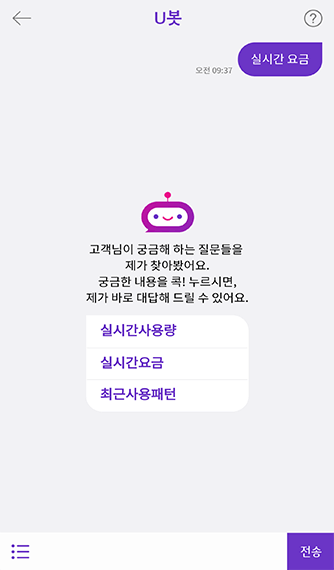 U봇
?
실시간 요금
오전 09:37
고객님이 궁금해 하는 질문들을
제가 찾아봤어요.
궁금한 내용을 콕! 누르시면,
제가 바로 대답해 드릴 수 있어요.
실시간사용량
실시간요금
최근사용패턴
전송